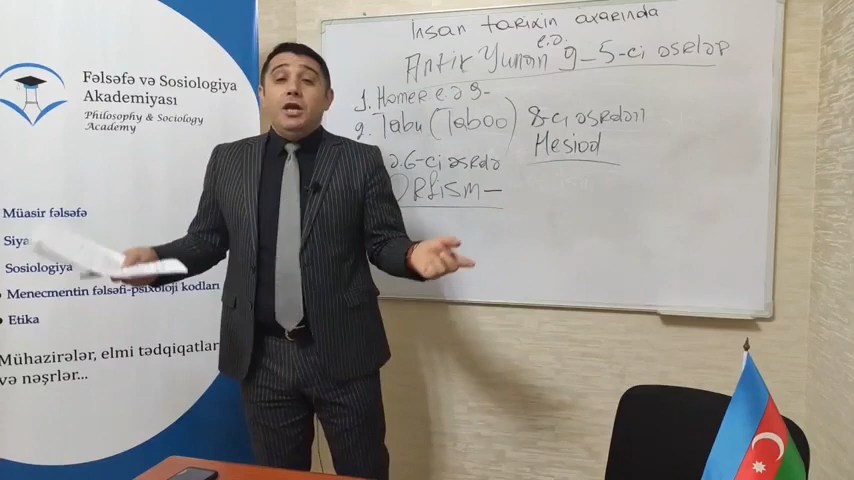 Fəlsəfə və Sosiologiya
Akademiyası
Philosophy & Sociology
Academy
Müasir fəlsəfə
Siya
Sosiologiya
Menecmentin fəlsəfi-psixoloji kodları
Etika
Mühazirələr, elmi tədqiqatlar
və nəşrlər...
İnsan tarixin axarında
e.ə.
Antik Yunan 9-5-ci əsrlər
1. Homer e.ə 9-
2. Tabu (Taboo)
8-ci əsrdən
Hesiod
ə.6-ci əsrdə
ORFiSM-